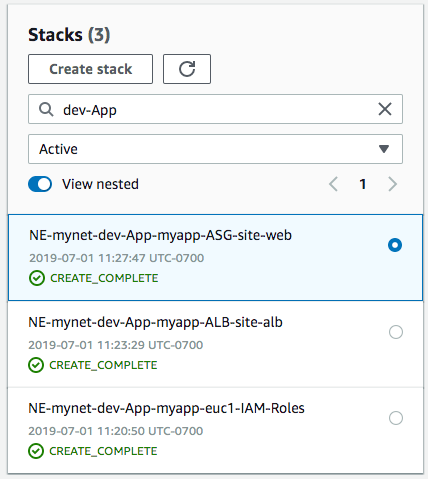 Stacks (3)
Create stack
dev-App
Active
View nested
1
NE-mynet-dev-App-myapp-ASG-site-web
2019-07-01 11:27:47 UTC-0700
CREATE_COMPLETE
NE-mynet-dev-App-myapp-ALB-site-alb
2019-07-01 11:23:29 UTC-0700
CREATE_COMPLETE
NE-mynet-dev-App-myapp-euc1-IAM-Roles
2019-07-01 11:20:50 UTC-0700
CREATE_COMPLETE